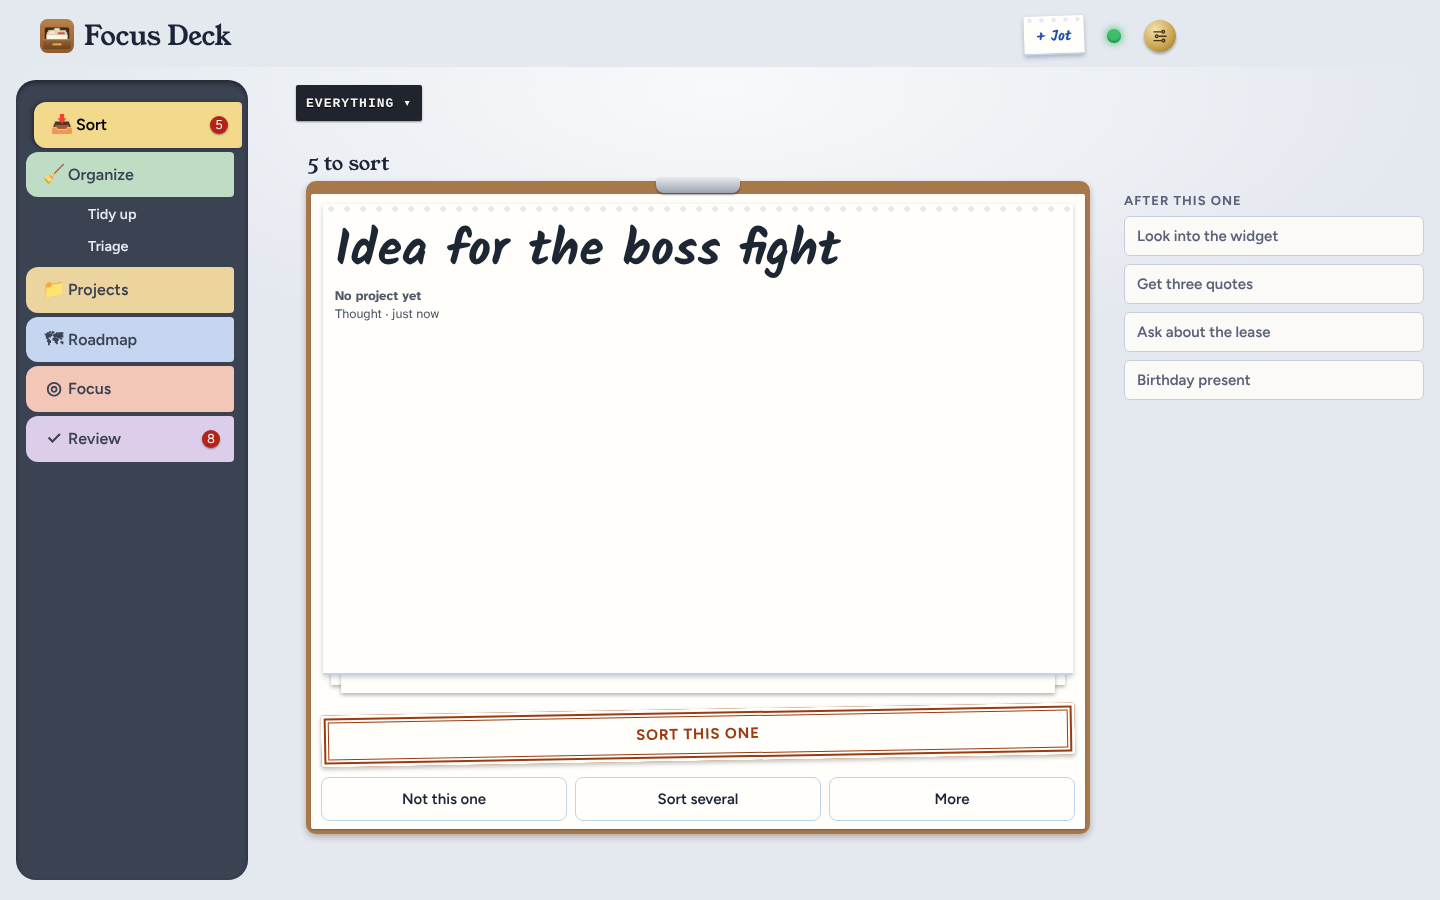 Focus Deck
+ Jot
Sort 5
Organize
Tidy up
Triage
Projects
Roadmap
Focus
Review 8
EVERYTHING ▾
5 to sort
Idea for the boss fight
No project yet
Thought · just now
SORT THIS ONE
Not this one
Sort several
More
AFTER THIS ONE
Look into the widget
Get three quotes
Ask about the lease
Birthday present